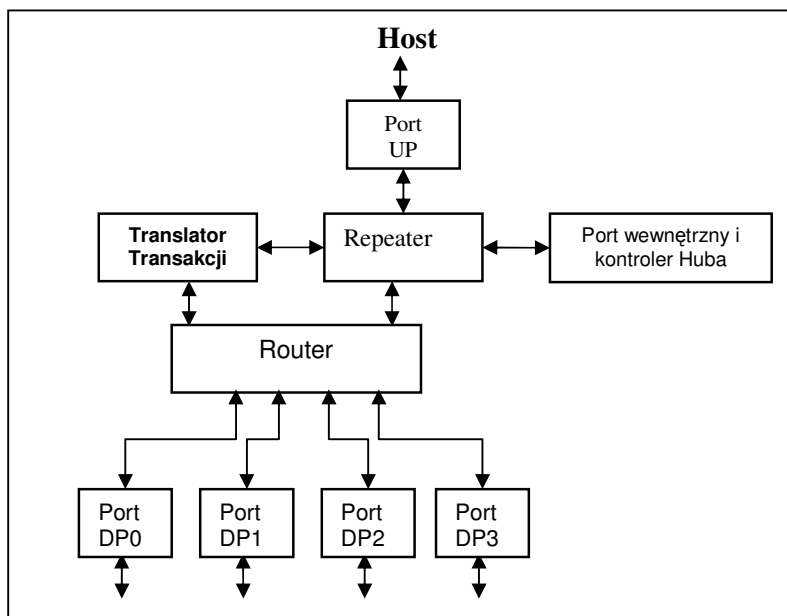 Host
Port
UP
Translator
Transakcji
Repeater
Port wewnętrzny i
kontroler Huba
Router
Port
DP0
Port
DP1
Port
DP2
Port
DP3